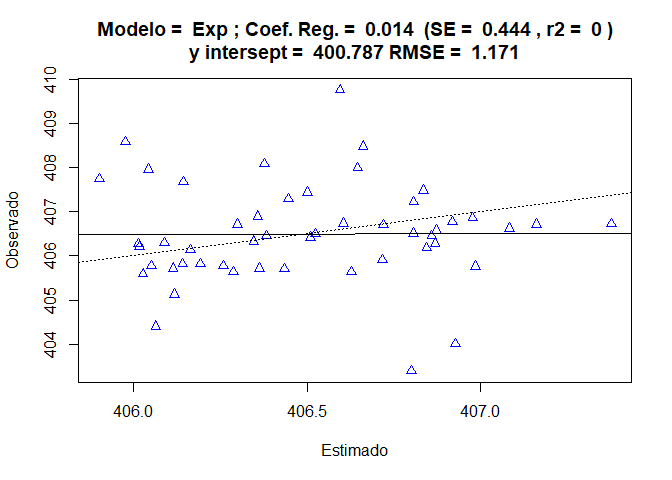 Modelo = Exp ; Coef. Reg. = 0.014 (SE = 0.444 , r2 = 0 )
y intersept = 400.787 RMSE = 1.171
410
409
408
407
406
405
404
Observado
406.0 406.5 407.0
Estimado